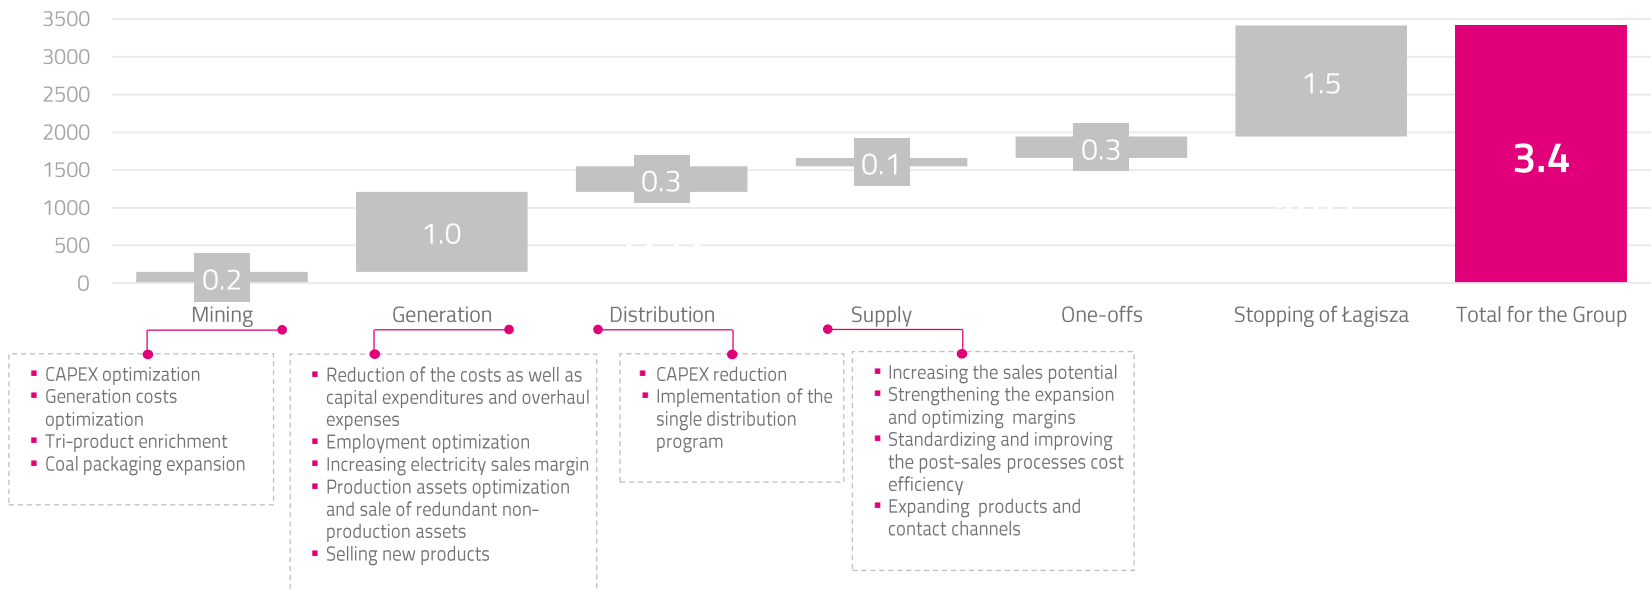 3500
3000
2500
2000
1500
1000
500
0
0.2
1.0
0.3
0.1
0.3
1.5
3.4
Mining
Generation
Distribution
Supply
One-offs
Stopping of Łagisza
Total for the Group
▪ CAPEX optimization
▪ Generation costs
optimization
▪ Tri-product enrichment
▪ Coal packaging expansion
▪ Reduction of the costs as well as
capital expenditures and overhaul
expenses
▪ Employment optimization
▪ Increasing electricity sales margin
▪ Production assets optimization
and sale of redundant non-
production assets
▪ Selling new products
▪ CAPEX reduction
▪ Implementation of the
single distribution
program
▪ Increasing the sales potential
▪ Strengthening the expansion
and optimizing margins
▪ Standardizing and improving
the post-sales processes cost
efficiency
▪ Expanding products and
contact channels